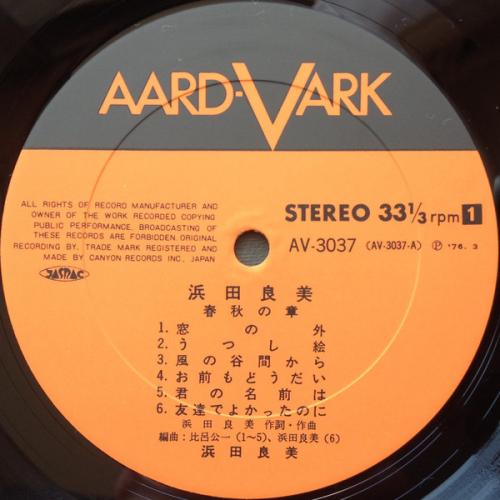 AARD-VARK
ALL RIGHTS OF RECORD MANUFACTURER AND
OWNER OF THE WORK RECORDED COPYING
PUBLIC PERFORMANCE, BROADCASTING OF
THESE RECORDS ARE FORBIDDEN. ORIGINAL
RECORDING BY. TRADE MARK REGISTERED AND
MADE BY CANYON RECORDS INC., JAPAN
JASRAC
STEREO 33 1/3 rpm 1
AV-3037 (AV-3037-A) Ⓟ '76. 3
浜田良美
春秋の章
1. 窓の外
2. うつし絵
3. 風の谷間から
4. お前もどうだい
5. 君の名前は
6. 友達でよかったのに
浜田良美 作詞・作曲
編曲：比呂公一(1〜5)、浜田良美(6)
浜田良美